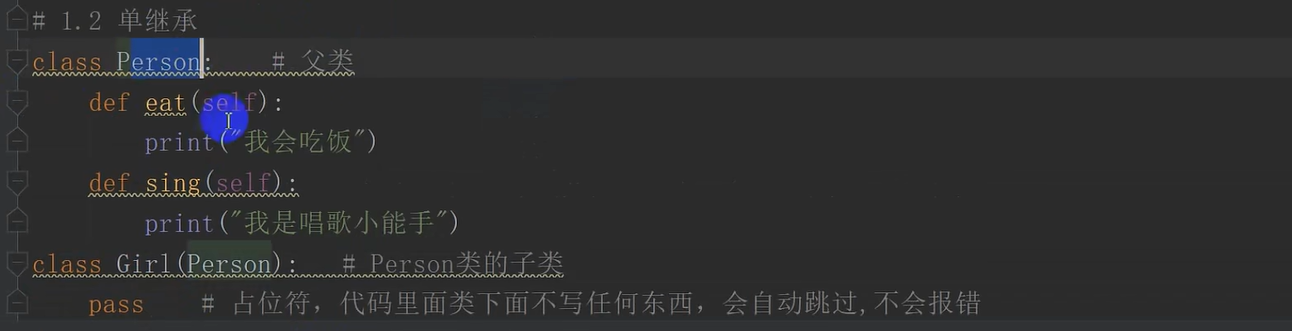 # 1.2 单继承
class Person:    # 父类
    def eat(self):
        print("我会吃饭")
    def sing(self):
        print("我是唱歌小能手")
class Girl(Person):   # Person类的子类
    pass    # 占位符，代码里面类下面不写任何东西，会自动跳过,不会报错